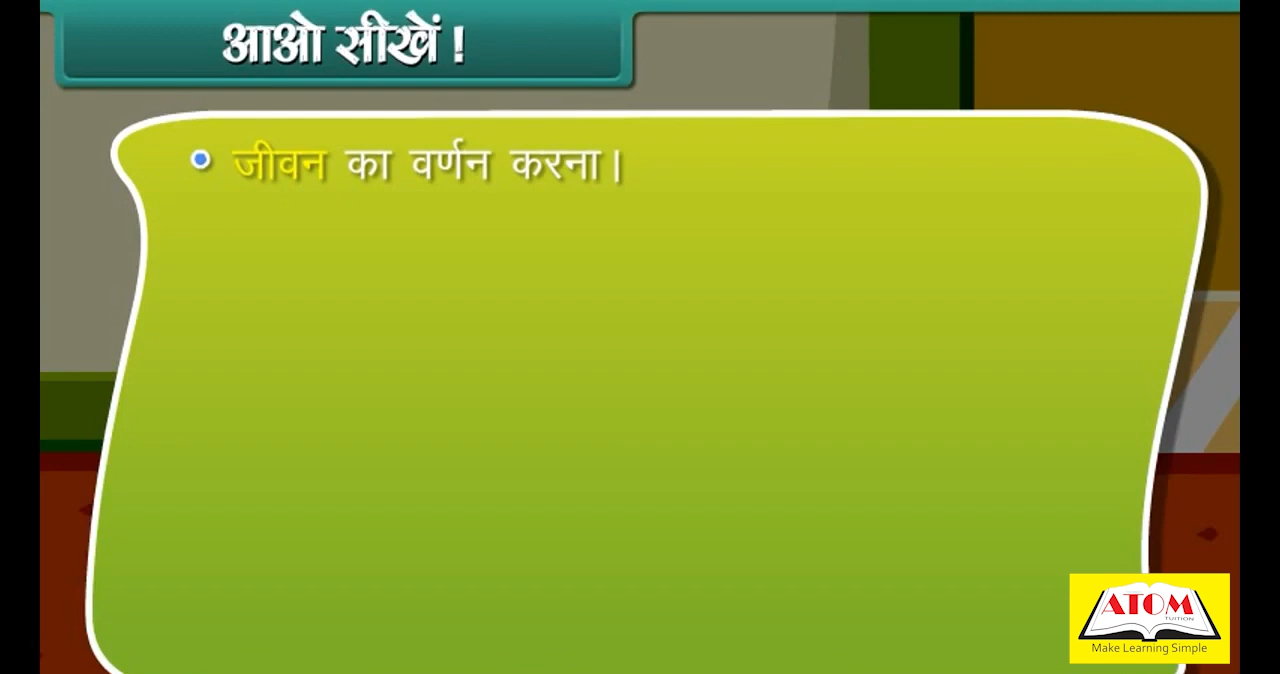 आओ सीखें !
जीवन का वर्णन करना।
ATOM
TUITION
Make Learning Simple